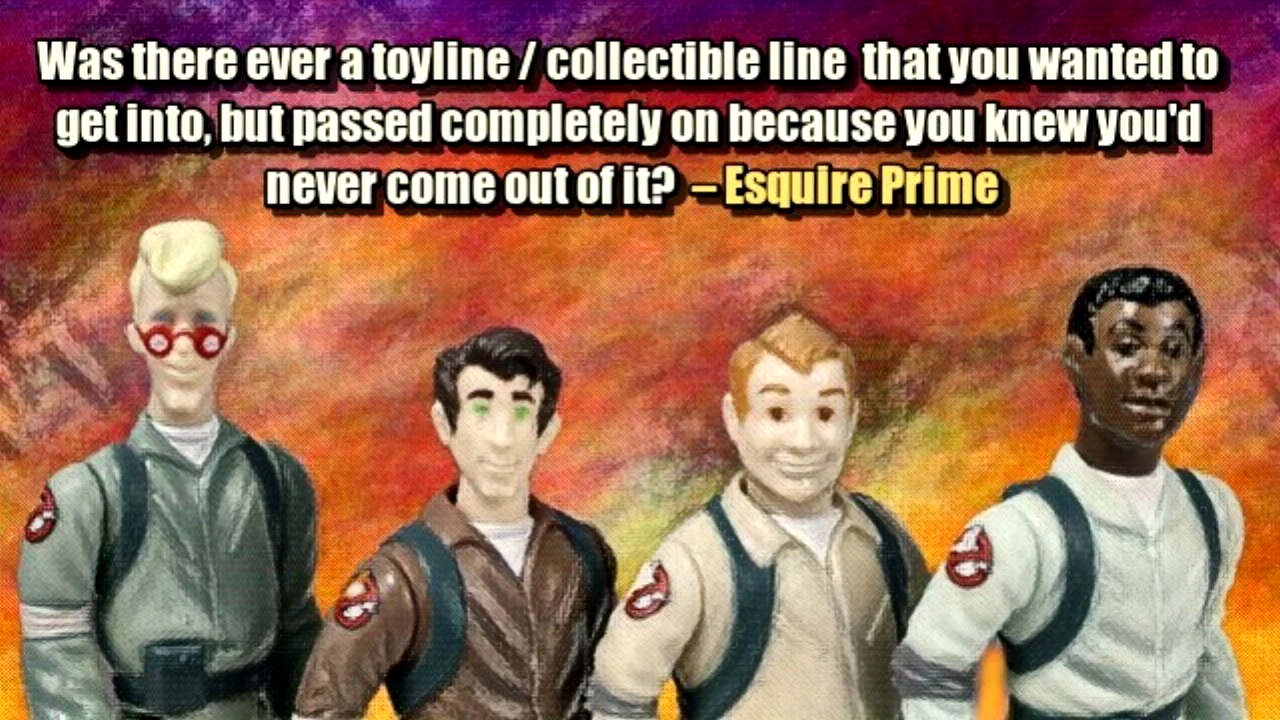 Was there ever a toyline / collectible line that you wanted to
get into, but passed completely on because you knew you'd
never come out of it? – Esquire Prime